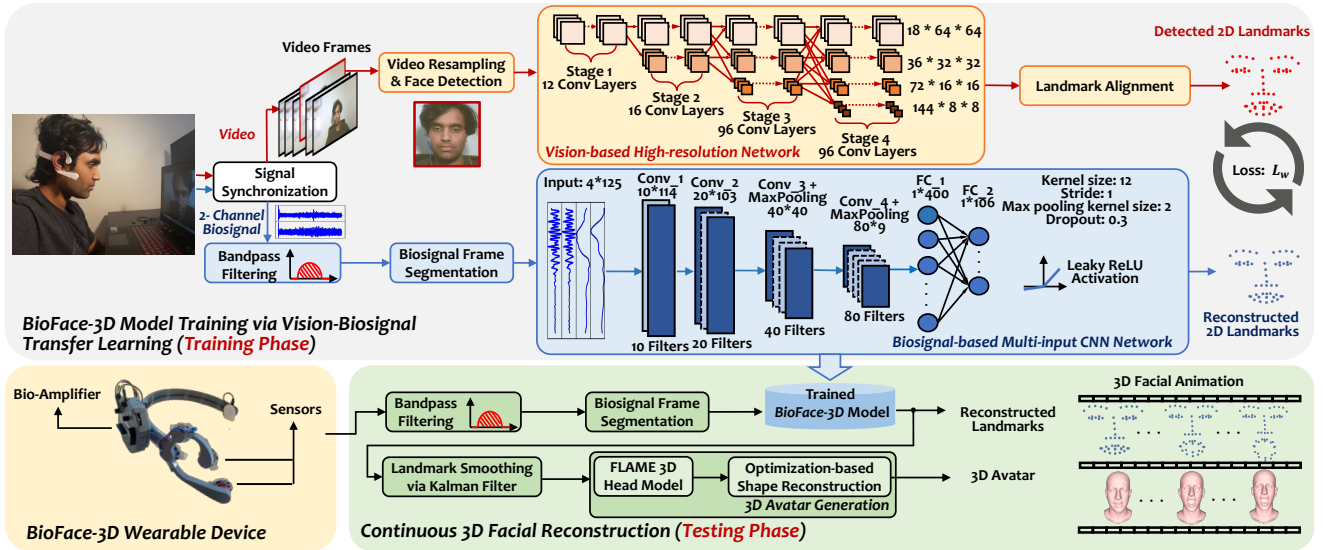 Video Frames
Video
Signal
Synchronization
2- Channel
Biosignal
Video Resampling
& Face Detection
Bandpass
Filtering
Biosignal Frame
Segmentation
Stage 1
12 Conv Layers
Stage 2
16 Conv Layers
Stage 3
96 Conv Layers
Stage 4
96 Conv Layers
18 * 64 * 64
36 * 32 * 32
72 * 16 * 16
144 * 8 * 8
Vision-based High-resolution Network
Landmark Alignment
Detected 2D Landmarks
Loss: L_w
Reconstructed
2D Landmarks
Input: 4*125
Conv_1
10*114
Conv_2
20*103
Conv_3 +
MaxPooling
40*40
Conv_4 +
MaxPooling
80*9
FC_1
1*400
FC_2
1*106
Kernel size: 12
Stride: 1
Max pooling kernel size: 2
Dropout: 0.3
Leaky ReLU
Activation
10 Filters
20 Filters
40 Filters
80 Filters
Biosignal-based Multi-input CNN Network
BioFace-3D Model Training via Vision-Biosignal
Transfer Learning (Training Phase)
Bio-Amplifier
Sensors
BioFace-3D Wearable Device
Bandpass
Filtering
Biosignal Frame
Segmentation
Trained
BioFace-3D Model
Reconstructed
Landmarks
Landmark Smoothing
via Kalman Filter
FLAME 3D
Head Model
Optimization-based
Shape Reconstruction
3D Avatar Generation
3D Avatar
3D Facial Animation
Continuous 3D Facial Reconstruction (Testing Phase)